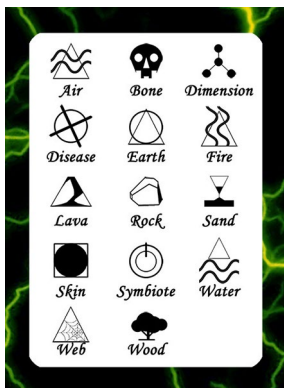 Air Bone Dimension
Disease Earth Fire
Lava Rock Sand
Skin Symbiote Water
Web Wood